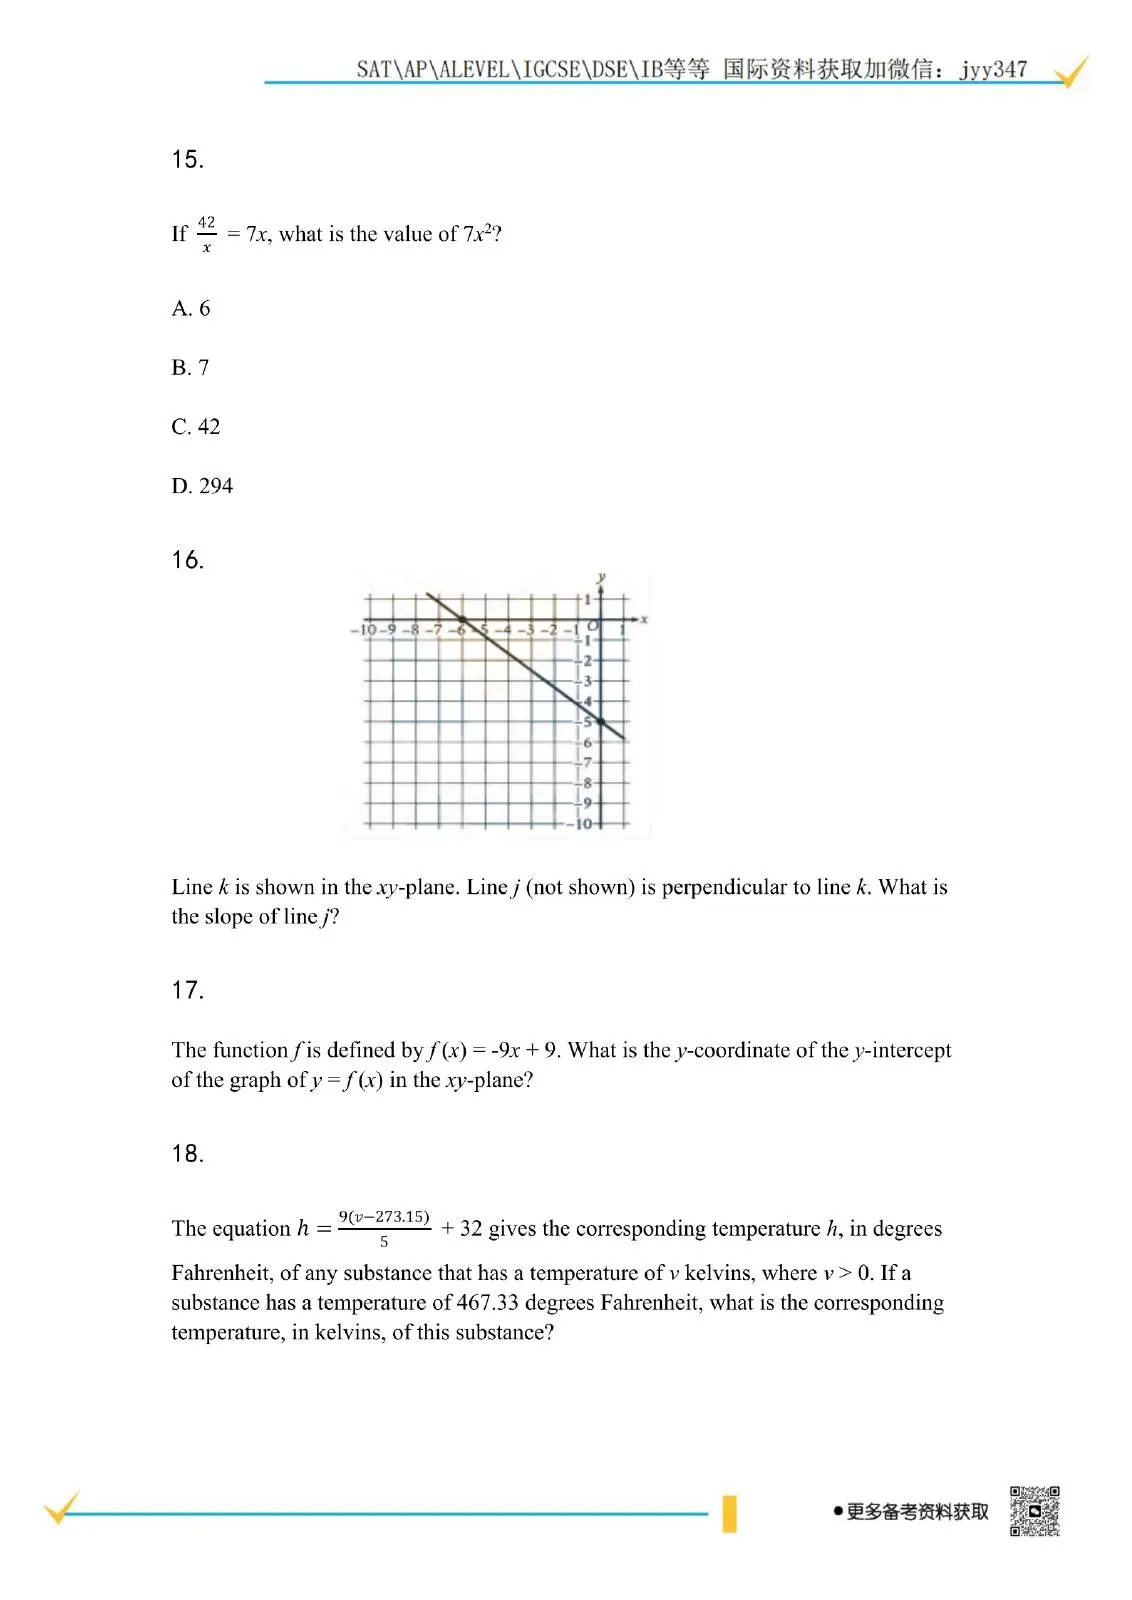 SAT\AP\ALEVEL\IGCSE\DSE\IB等等 国际资料获取加微信：jyy347
15.
If 42/x = 7x, what is the value of 7x²?
A. 6
B. 7
C. 42
D. 294
16.
y
1
x
-10 -9 -8 -7 -6 -5 -4 -3 -2 -1 O 1
-1
-2
-3
-4
-5
-6
-7
-8
-9
-10
Line k is shown in the xy-plane. Line j (not shown) is perpendicular to line k. What is
the slope of line j?
17.
The function f is defined by f (x) = -9x + 9. What is the y-coordinate of the y-intercept
of the graph of y = f (x) in the xy-plane?
18.
The equation h = 9(v−273.15)/5 + 32 gives the corresponding temperature h, in degrees
Fahrenheit, of any substance that has a temperature of v kelvins, where v > 0. If a
substance has a temperature of 467.33 degrees Fahrenheit, what is the corresponding
temperature, in kelvins, of this substance?
●更多备考资料获取